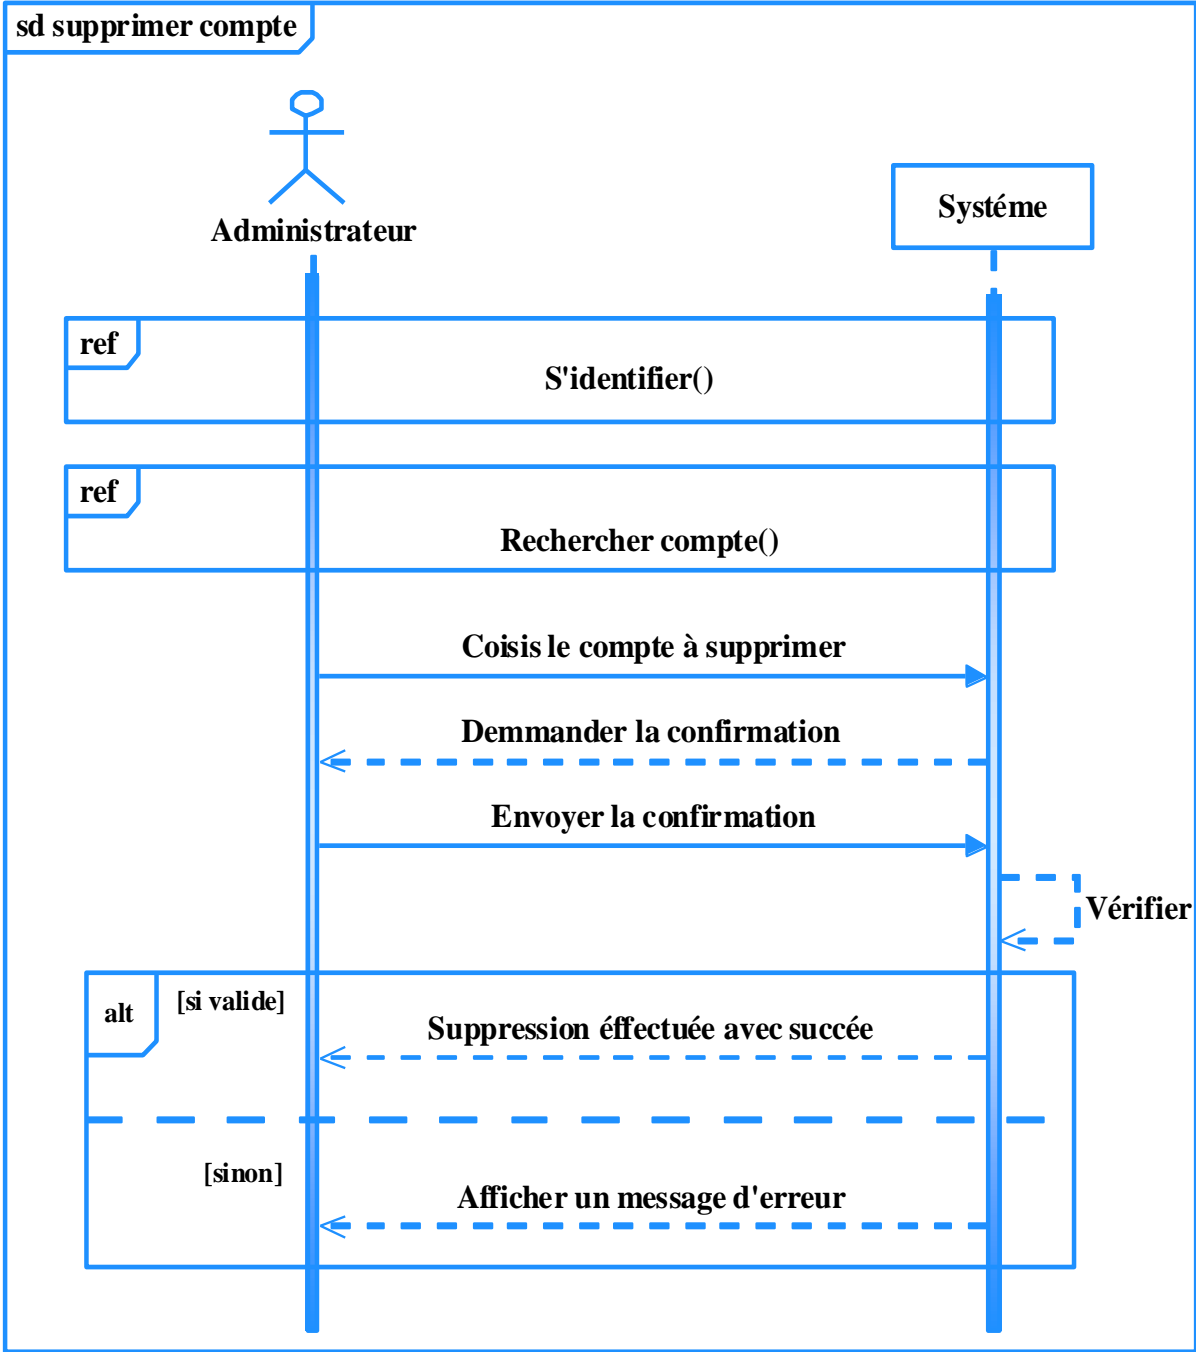 sd supprimer compte
Administrateur
Systéme
ref
S'identifier()
ref
Rechercher compte()
Coisis le compte à supprimer
Demmander la confirmation
Envoyer la confirmation
Vérifier
alt
[si valide]
Suppression éffectuée avec succée
[sinon]
Afficher un message d'erreur